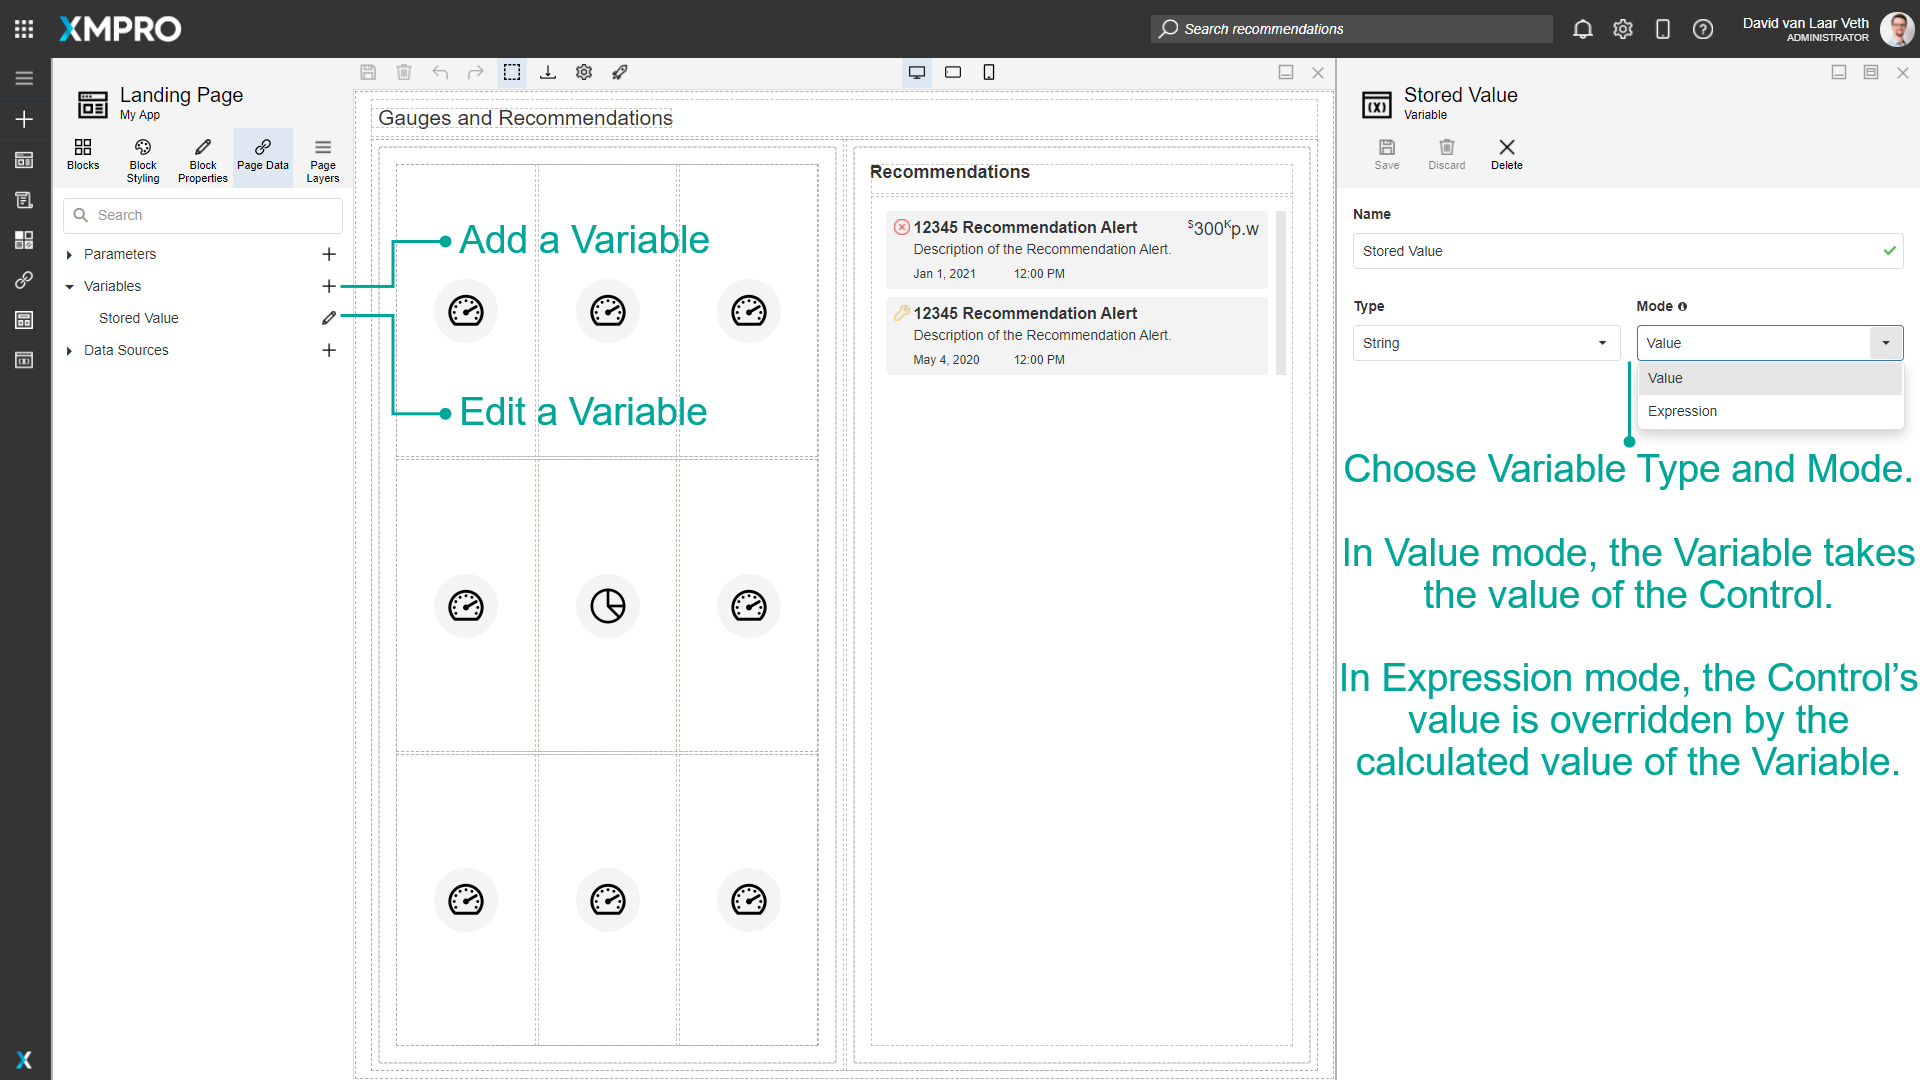 XMPRO
Search recommendations
David van Laar Veth
ADMINISTRATOR
Landing Page
My App
Blocks
Block Styling
Block Properties
Page Data
Page Layers
Search
Parameters
Variables
Stored Value
Data Sources
Gauges and Recommendations
Add a Variable
Edit a Variable
Recommendations
12345 Recommendation Alert
$300Kp.w
Description of the Recommendation Alert.
Jan 1, 2021 12:00 PM
12345 Recommendation Alert
Description of the Recommendation Alert.
May 4, 2020 12:00 PM
Stored Value
Variable
Save
Discard
Delete
Name
Stored Value
Type
Mode
String
Value
Value
Expression
Choose Variable Type and Mode.
In Value mode, the Variable takes
the value of the Control.
In Expression mode, the Control’s
value is overridden by the
calculated value of the Variable.